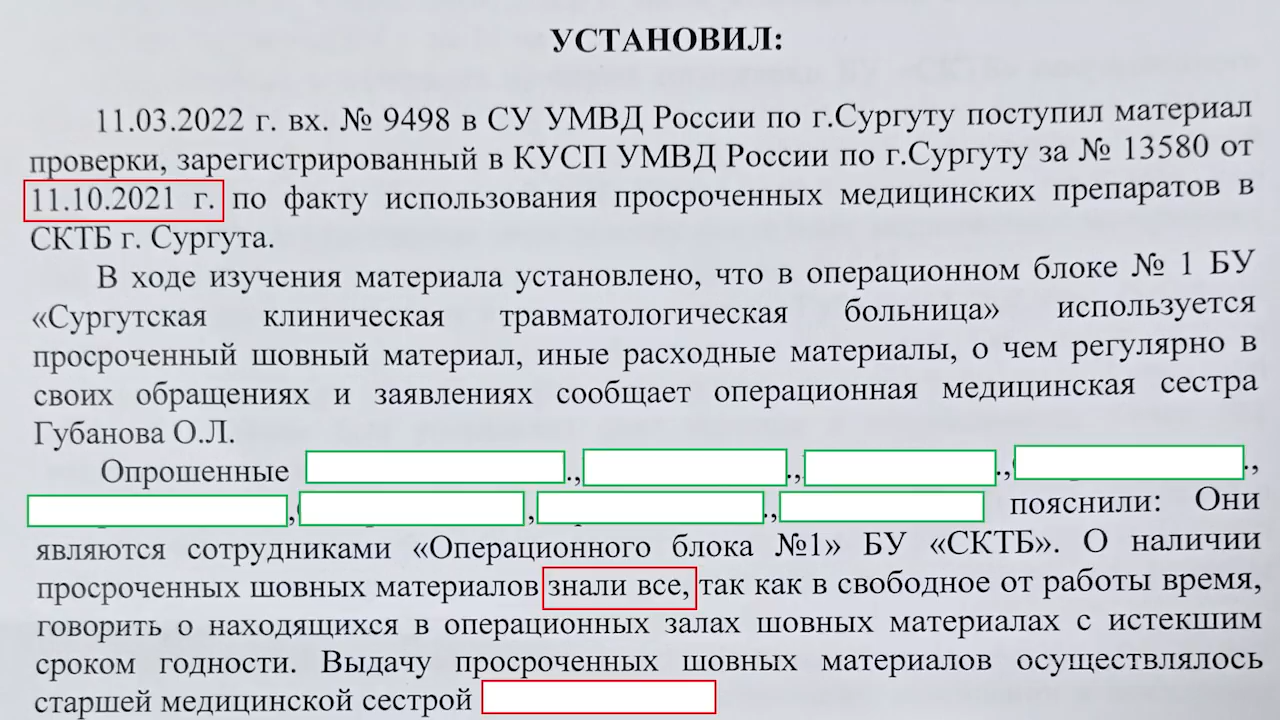 УСТАНОВИЛ:
11.03.2022 г. вх. № 9498 в СУ УМВД России по г.Сургуту поступил материал
проверки, зарегистрированный в КУСП УМВД России по г.Сургуту за № 13580 от
11.10.2021 г. по факту использования просроченных медицинских препаратов в
СКТБ г. Сургута.
В ходе изучения материала установлено, что в операционном блоке № 1 БУ
«Сургутская клиническая травматологическая больница» используется
просроченный шовный материал, иные расходные материалы, о чем регулярно в
своих обращениях и заявлениях сообщает операционная медицинская сестра
Губанова О.Л.
Опрошенные ., ., ., .,
, , ., пояснили: Они
являются сотрудниками «Операционного блока №1» БУ «СКТБ». О наличии
просроченных шовных материалов знали все, так как в свободное от работы время,
говорить о находящихся в операционных залах шовных материалах с истекшим
сроком годности. Выдачу просроченных шовных материалов осуществлялось
старшей медицинской сестрой